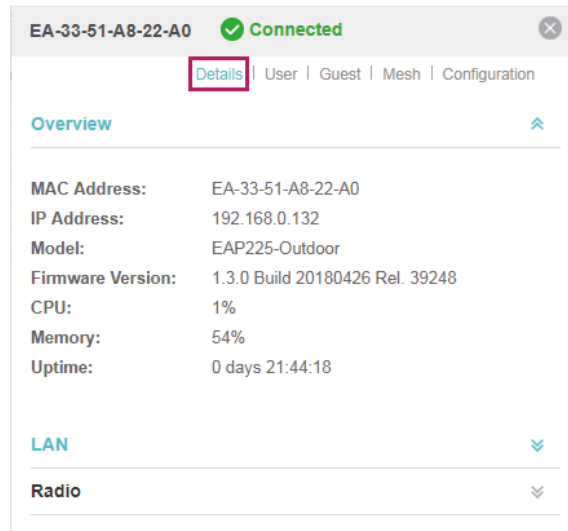 EA-33-51-A8-22-A0 Connected
Details | User | Guest | Mesh | Configuration
Overview
MAC Address: EA-33-51-A8-22-A0
IP Address: 192.168.0.132
Model: EAP225-Outdoor
Firmware Version: 1.3.0 Build 20180426 Rel. 39248
CPU: 1%
Memory: 54%
Uptime: 0 days 21:44:18
LAN
Radio